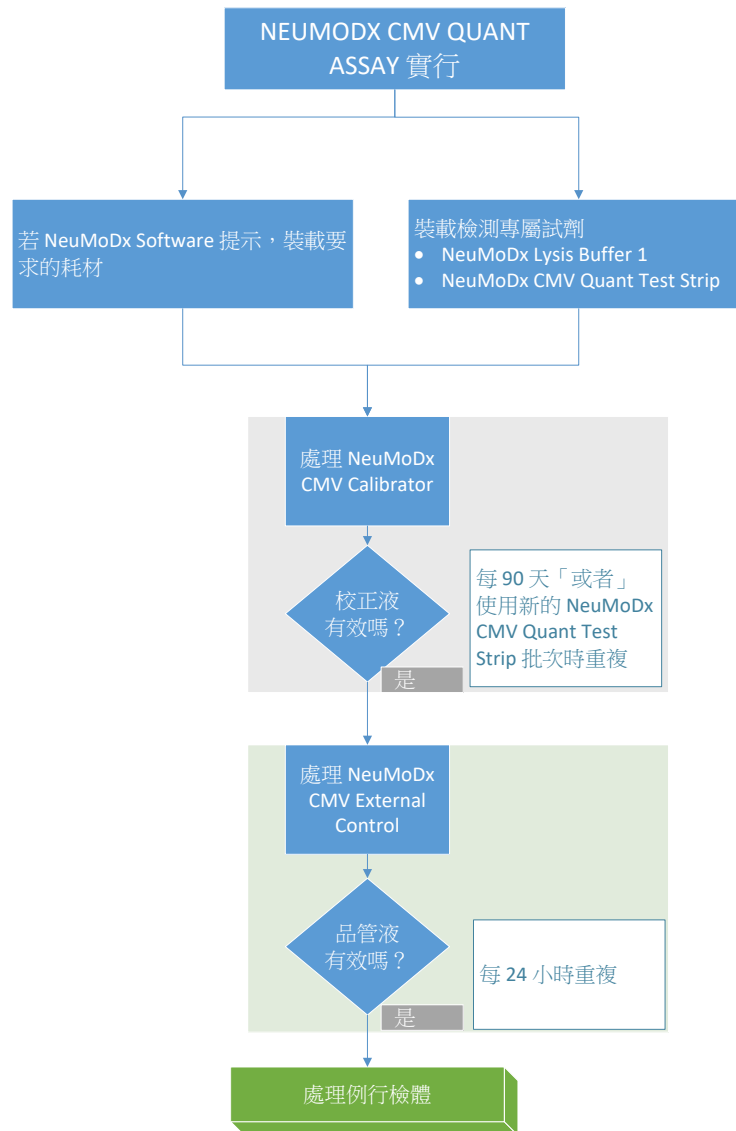 NEUMODX CMV QUANT
ASSAY 實行
若 NeuMoDx Software 提示，裝載要
求的耗材
裝載檢測專屬試劑
• NeuMoDx Lysis Buffer 1
• NeuMoDx CMV Quant Test Strip
處理 NeuMoDx
CMV Calibrator
校正液
有效嗎？
每 90 天「或者」
使用新的 NeuMoDx
CMV Quant Test
Strip 批次時重複
是
處理 NeuMoDx
CMV External
Control
品管液
有效嗎？
每 24 小時重複
是
處理例行檢體